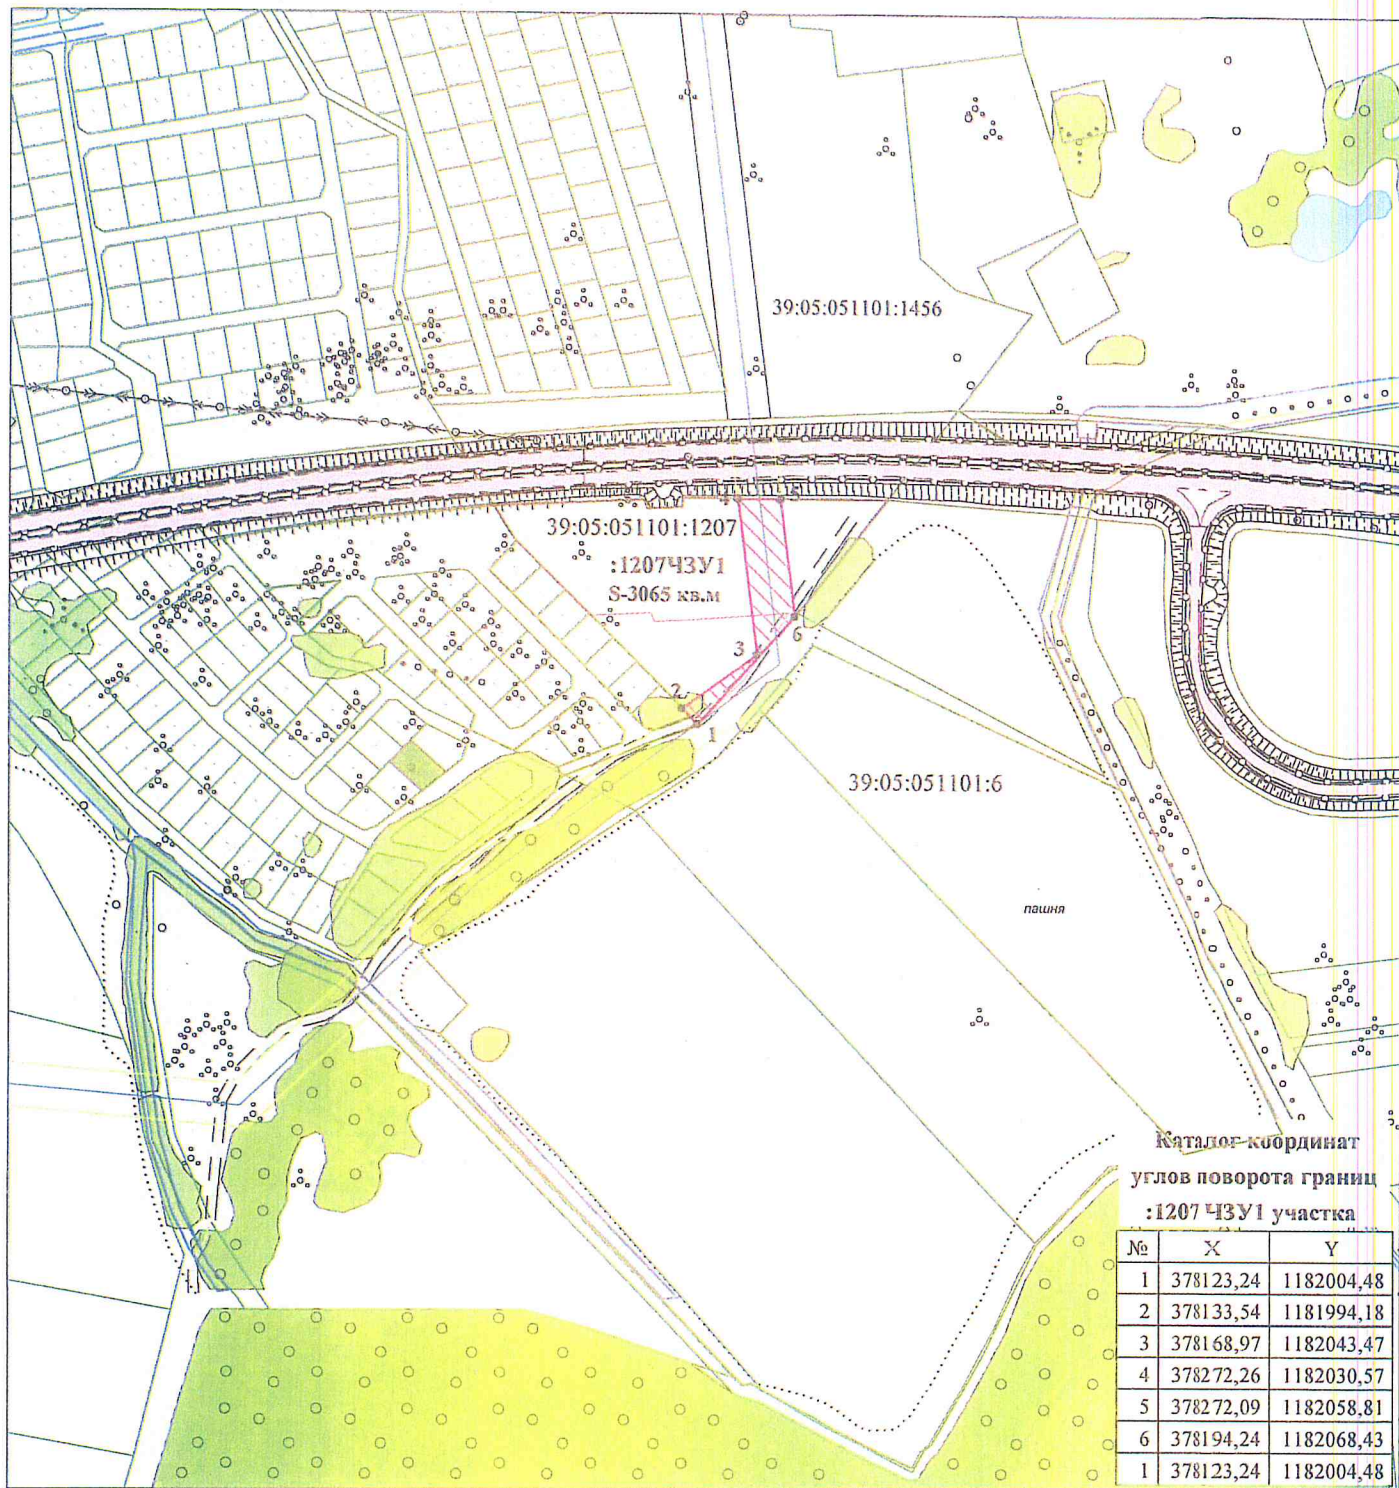 39:05:051101:1456
4
5
39:05:051101:1207
:1207ЧЗУ1
S-3065 кв.м
6
3
2
1
39:05:051101:6
пашня
Каталог координат
углов поворота границ
:1207 ЧЗУ1 участка
№ X Y
1 378123,24 1182004,48
2 378133,54 1181994,18
3 378168,97 1182043,47
4 378272,26 1182030,57
5 378272,09 1182058,81
6 378194,24 1182068,43
1 378123,24 1182004,48